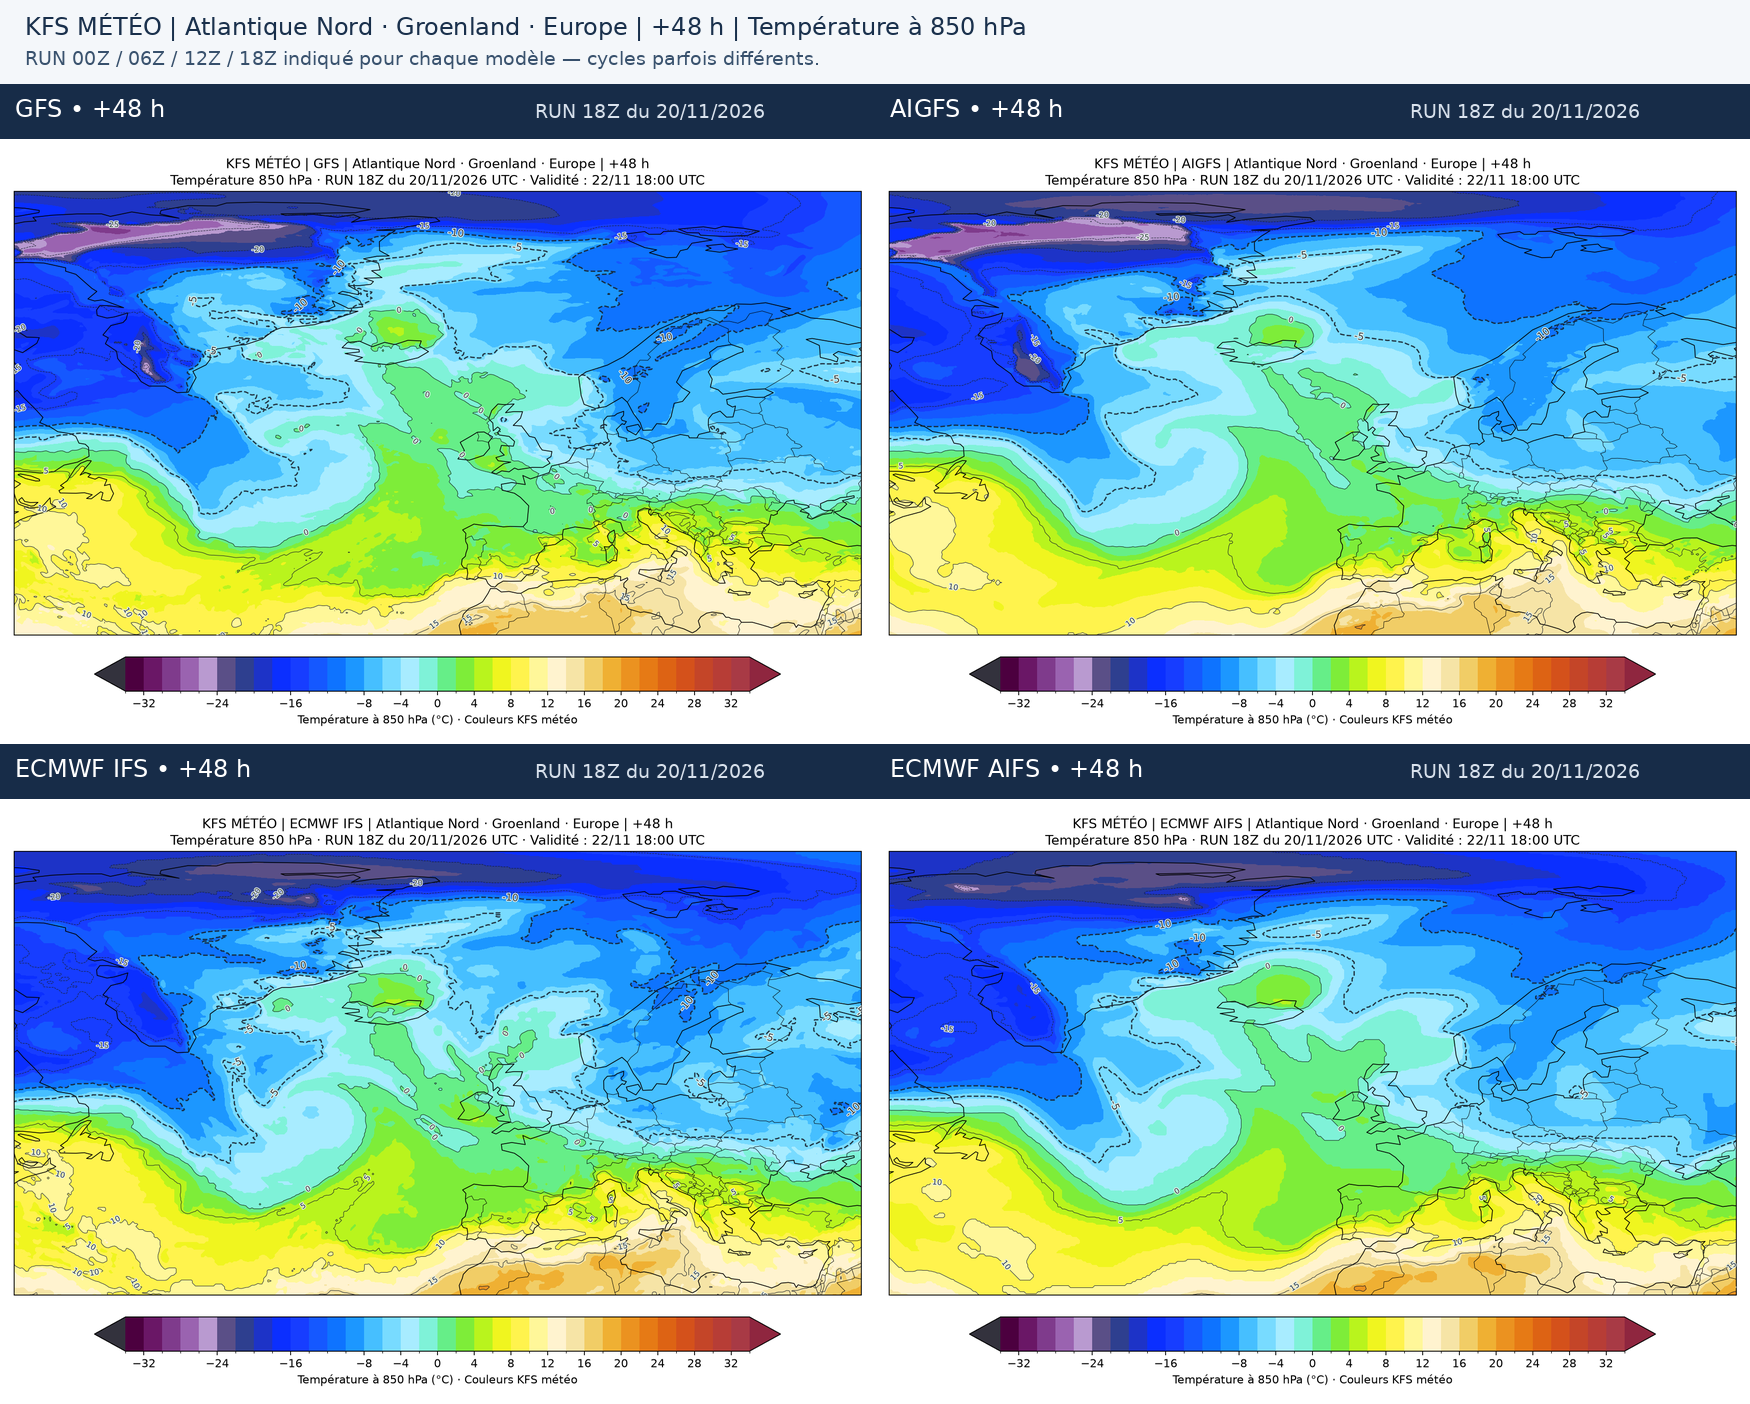 KFS MÉTÉO | Atlantique Nord · Groenland · Europe | +48 h | Température à 850 hPa
RUN 00Z / 06Z / 12Z / 18Z indiqué pour chaque modèle — cycles parfois différents.
GFS • +48 h
RUN 18Z du 20/11/2026
AIGFS • +48 h
RUN 18Z du 20/11/2026
KFS MÉTÉO | GFS | Atlantique Nord · Groenland · Europe | +48 h
Température 850 hPa · RUN 18Z du 20/11/2026 UTC · Validité : 22/11 18:00 UTC
KFS MÉTÉO | AIGFS | Atlantique Nord · Groenland · Europe | +48 h
Température 850 hPa · RUN 18Z du 20/11/2026 UTC · Validité : 22/11 18:00 UTC
−32 −24 −16 −8 −4 0 4 8 12 16 20 24 28 32
Température à 850 hPa (°C) · Couleurs KFS météo
−32 −24 −16 −8 −4 0 4 8 12 16 20 24 28 32
Température à 850 hPa (°C) · Couleurs KFS météo
ECMWF IFS • +48 h
RUN 18Z du 20/11/2026
ECMWF AIFS • +48 h
RUN 18Z du 20/11/2026
KFS MÉTÉO | ECMWF IFS | Atlantique Nord · Groenland · Europe | +48 h
Température 850 hPa · RUN 18Z du 20/11/2026 UTC · Validité : 22/11 18:00 UTC
KFS MÉTÉO | ECMWF AIFS | Atlantique Nord · Groenland · Europe | +48 h
Température 850 hPa · RUN 18Z du 20/11/2026 UTC · Validité : 22/11 18:00 UTC
−32 −24 −16 −8 −4 0 4 8 12 16 20 24 28 32
Température à 850 hPa (°C) · Couleurs KFS météo
−32 −24 −16 −8 −4 0 4 8 12 16 20 24 28 32
Température à 850 hPa (°C) · Couleurs KFS météo